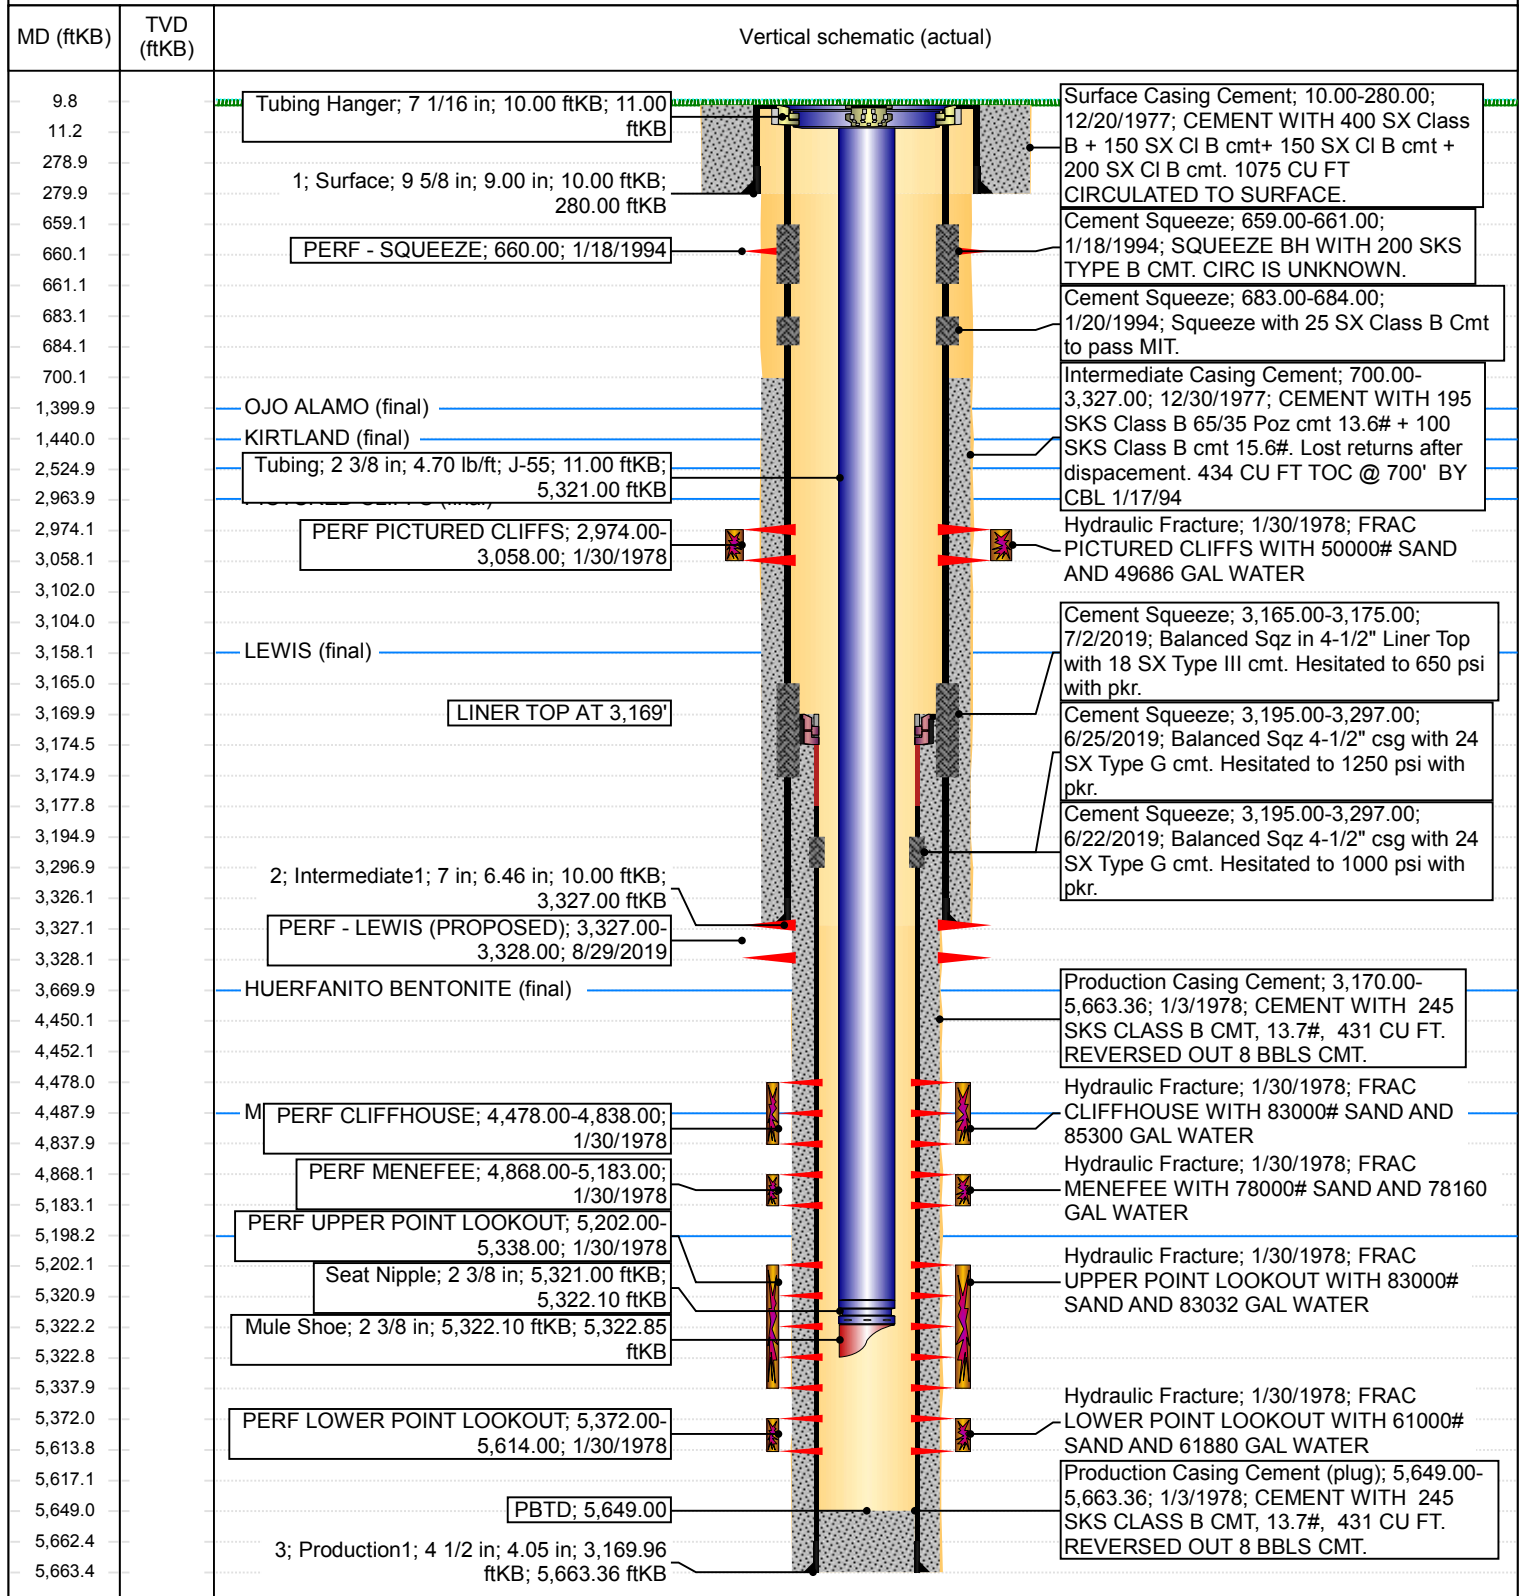 MD (ftKB)
TVD
(ftKB)
Vertical schematic (actual)
9.8
11.2
278.9
279.9
659.1
660.1
661.1
683.1
684.1
700.1
1,399.9
1,440.0
2,524.9
2,963.9
2,974.1
3,058.1
3,102.0
3,104.0
3,158.1
3,165.0
3,169.9
3,174.5
3,174.9
3,177.8
3,194.9
3,296.9
3,326.1
3,327.1
3,328.1
3,669.9
4,450.1
4,452.1
4,478.0
4,487.9
4,837.9
4,868.1
5,183.1
5,198.2
5,202.1
5,320.9
5,322.2
5,322.8
5,337.9
5,372.0
5,613.8
5,617.1
5,649.0
5,662.4
5,663.4
Tubing Hanger; 7 1/16 in; 10.00 ftKB; 11.00
ftKB
1; Surface; 9 5/8 in; 9.00 in; 10.00 ftKB;
280.00 ftKB
PERF - SQUEEZE; 660.00; 1/18/1994
OJO ALAMO (final)
KIRTLAND (final)
Tubing; 2 3/8 in; 4.70 lb/ft; J-55; 11.00 ftKB;
5,321.00 ftKB
PERF PICTURED CLIFFS; 2,974.00-
3,058.00; 1/30/1978
LEWIS (final)
LINER TOP AT 3,169'
2; Intermediate1; 7 in; 6.46 in; 10.00 ftKB;
3,327.00 ftKB
PERF - LEWIS (PROPOSED); 3,327.00-
3,328.00; 8/29/2019
HUERFANITO BENTONITE (final)
M
PERF CLIFFHOUSE; 4,478.00-4,838.00;
1/30/1978
PERF MENEFEE; 4,868.00-5,183.00;
1/30/1978
PERF UPPER POINT LOOKOUT; 5,202.00-
5,338.00; 1/30/1978
Seat Nipple; 2 3/8 in; 5,321.00 ftKB;
5,322.10 ftKB
Mule Shoe; 2 3/8 in; 5,322.10 ftKB; 5,322.85
ftKB
PERF LOWER POINT LOOKOUT; 5,372.00-
5,614.00; 1/30/1978
PBTD; 5,649.00
3; Production1; 4 1/2 in; 4.05 in; 3,169.96
ftKB; 5,663.36 ftKB
Surface Casing Cement; 10.00-280.00;
12/20/1977; CEMENT WITH 400 SX Class
B + 150 SX Cl B cmt+ 150 SX Cl B cmt +
200 SX Cl B cmt. 1075 CU FT
CIRCULATED TO SURFACE.
Cement Squeeze; 659.00-661.00;
1/18/1994; SQUEEZE BH WITH 200 SKS
TYPE B CMT. CIRC IS UNKNOWN.
Cement Squeeze; 683.00-684.00;
1/20/1994; Squeeze with 25 SX Class B Cmt
to pass MIT.
Intermediate Casing Cement; 700.00-
3,327.00; 12/30/1977; CEMENT WITH 195
SKS Class B 65/35 Poz cmt 13.6# + 100
SKS Class B cmt 15.6#. Lost returns after
dispacement. 434 CU FT TOC @ 700' BY
CBL 1/17/94
Hydraulic Fracture; 1/30/1978; FRAC
PICTURED CLIFFS WITH 50000# SAND
AND 49686 GAL WATER
Cement Squeeze; 3,165.00-3,175.00;
7/2/2019; Balanced Sqz in 4-1/2" Liner Top
with 18 SX Type III cmt. Hesitated to 650 psi
with pkr.
Cement Squeeze; 3,195.00-3,297.00;
6/25/2019; Balanced Sqz 4-1/2" csg with 24
SX Type G cmt. Hesitated to 1250 psi with
pkr.
Cement Squeeze; 3,195.00-3,297.00;
6/22/2019; Balanced Sqz 4-1/2" csg with 24
SX Type G cmt. Hesitated to 1000 psi with
pkr.
Production Casing Cement; 3,170.00-
5,663.36; 1/3/1978; CEMENT WITH 245
SKS CLASS B CMT, 13.7#, 431 CU FT.
REVERSED OUT 8 BBLS CMT.
Hydraulic Fracture; 1/30/1978; FRAC
CLIFFHOUSE WITH 83000# SAND AND
85300 GAL WATER
Hydraulic Fracture; 1/30/1978; FRAC
MENEFEE WITH 78000# SAND AND 78160
GAL WATER
Hydraulic Fracture; 1/30/1978; FRAC
UPPER POINT LOOKOUT WITH 83000#
SAND AND 83032 GAL WATER
Hydraulic Fracture; 1/30/1978; FRAC
LOWER POINT LOOKOUT WITH 61000#
SAND AND 61880 GAL WATER
Production Casing Cement (plug); 5,649.00-
5,663.36; 1/3/1978; CEMENT WITH 245
SKS CLASS B CMT, 13.7#, 431 CU FT.
REVERSED OUT 8 BBLS CMT.